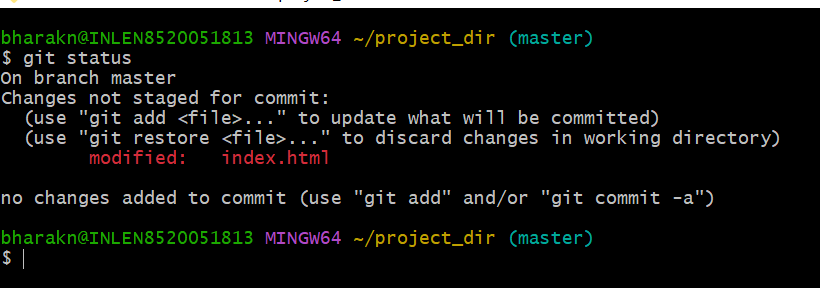 bharakn@INLEN8520051813 MINGW64 ~/project_dir (master)
$ git status
On branch master
Changes not staged for commit:
  (use "git add <file>..." to update what will be committed)
  (use "git restore <file>..." to discard changes in working directory)
        modified:   index.html

no changes added to commit (use "git add" and/or "git commit -a")

bharakn@INLEN8520051813 MINGW64 ~/project_dir (master)
$